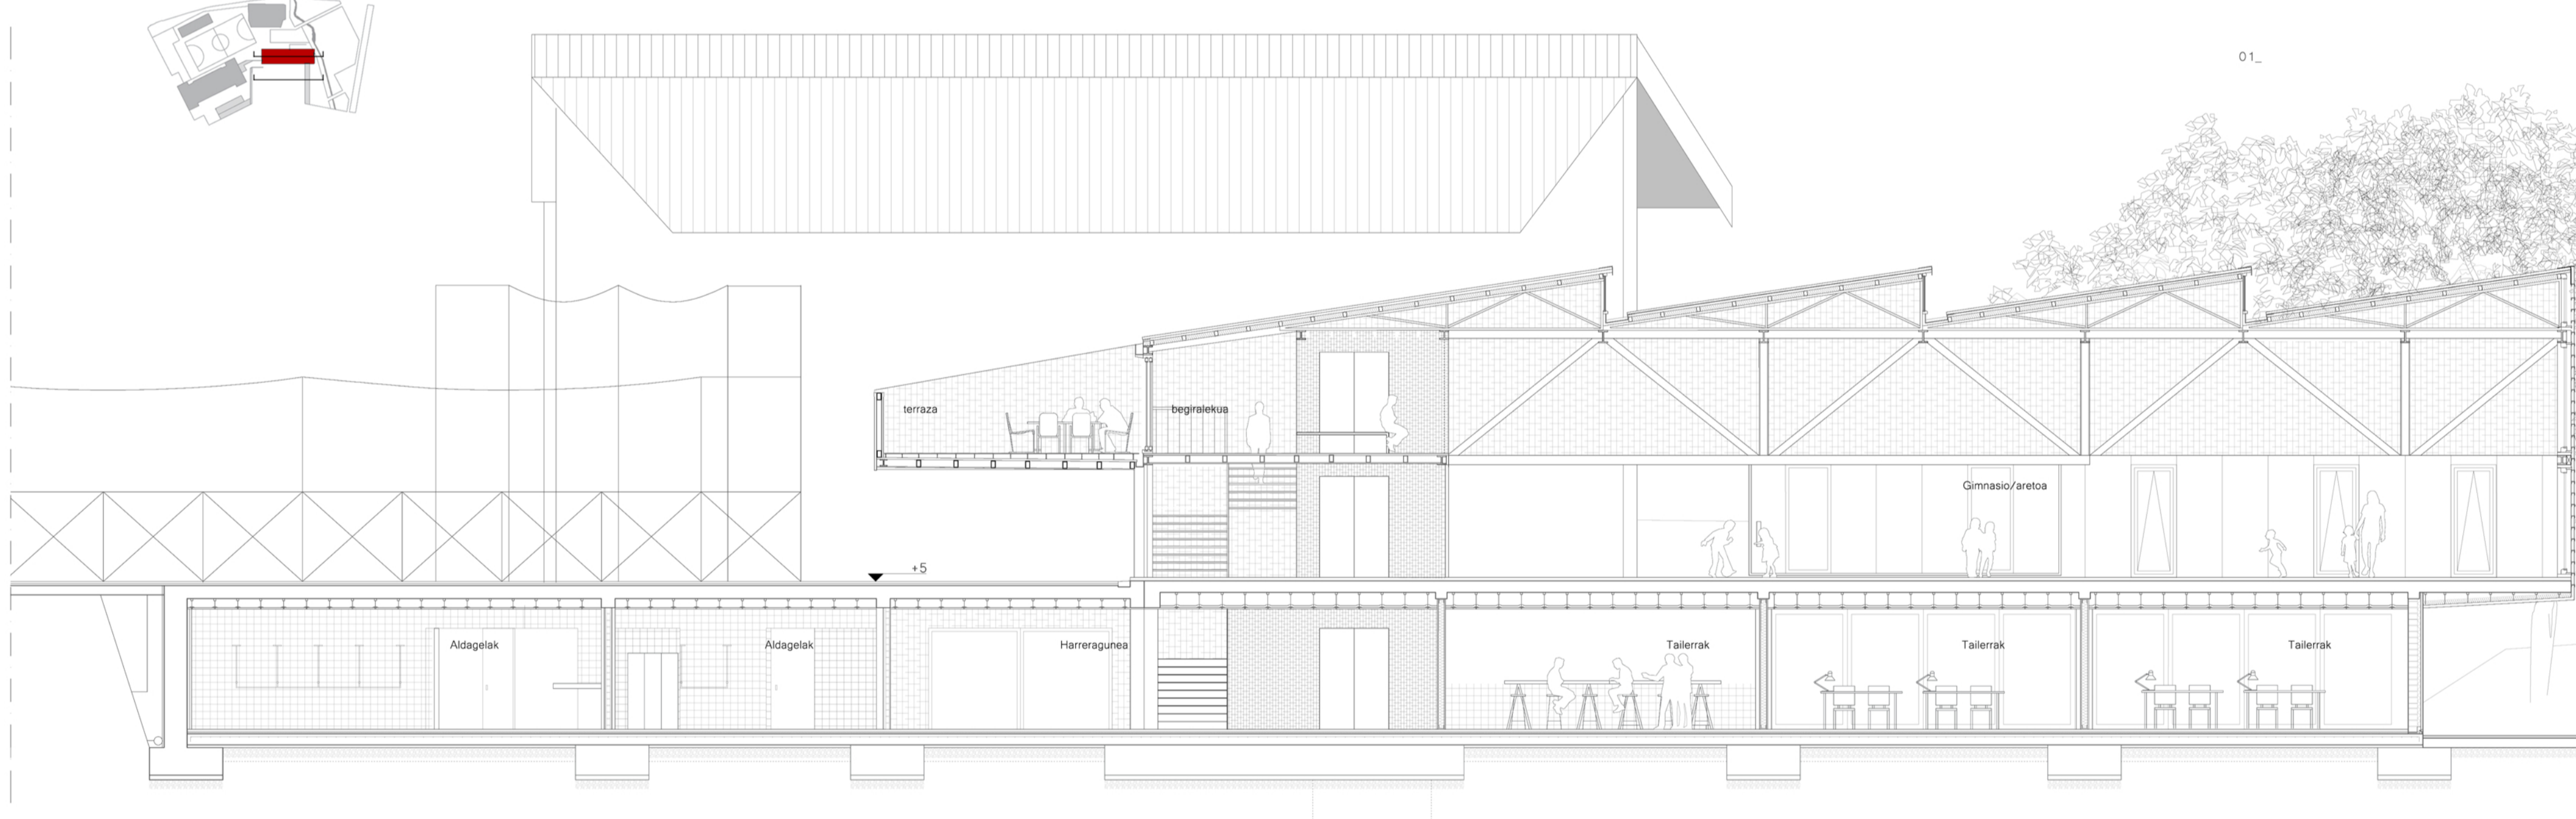 01_
terraza
begiralekua
Gimnasio/aretoa
+5
Aldagelak
Aldagelak
Harreragunea
Tailerrak
Tailerrak
Tailerrak